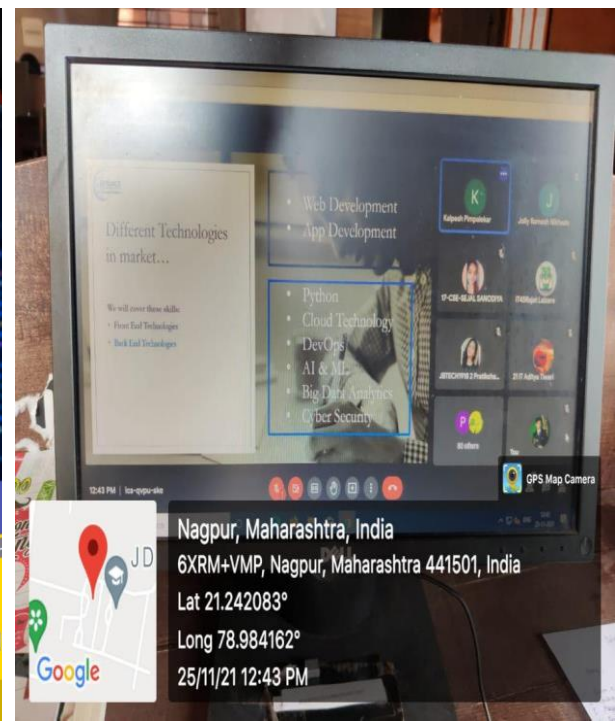 Different Technologies
in market...
We will cover these skills
• Front End Technologies
• Back End Technologies
• Web Development
• App Development
• Python
• Cloud Technology
• DevOps
• AI & ML
• Big Data Analytics
• Cyber Security
K
Kalpesh Pimpalekar
J
17-CSE-SEJAL
P
80 others
You
12:43 PM
GPS Map Camera
DELL
JD
Google
Nagpur, Maharashtra, India
6XRM+VMP, Nagpur, Maharashtra 441501, India
Lat 21.242083°
Long 78.984162°
25/11/21 12:43 PM